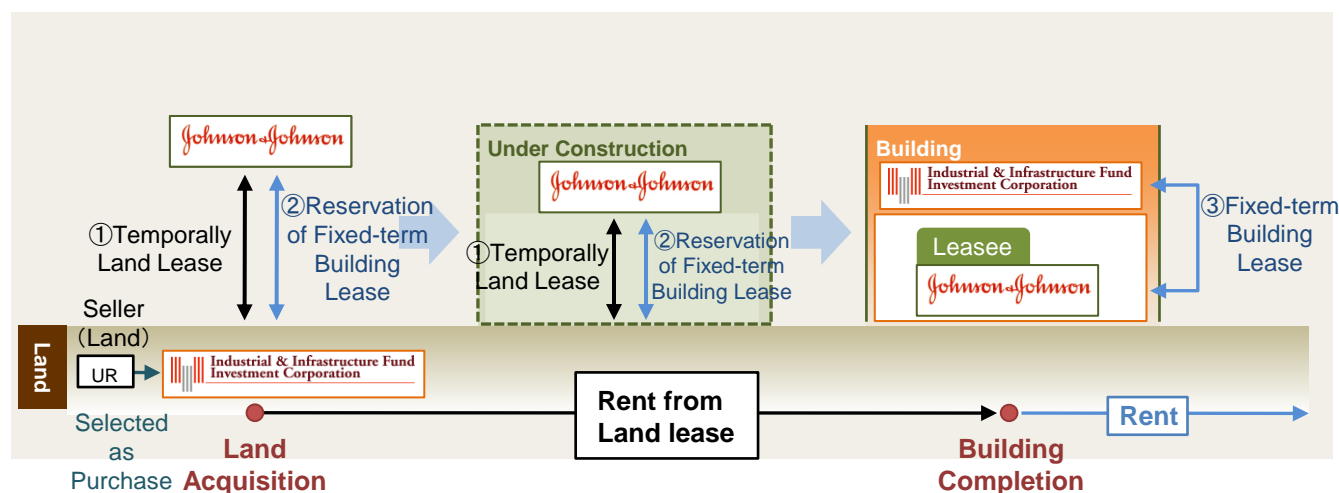 Johnson & Johnson
①Temporally
Land Lease
②Reservation
of Fixed-term
Building
Lease
Under Construction
Johnson & Johnson
①Temporally
Land Lease
②Reservation
of Fixed-term
Building Lease
Building
Industrial & Infrastructure Fund
Investment Corporation
Leasee
Johnson & Johnson
③Fixed-term
Building
Lease
Land
Seller
(Land）
UR
Industrial & Infrastructure Fund
Investment Corporation
Selected
as
Purchase
Land
Acquisition
Rent from
Land lease
Building
Completion
Rent